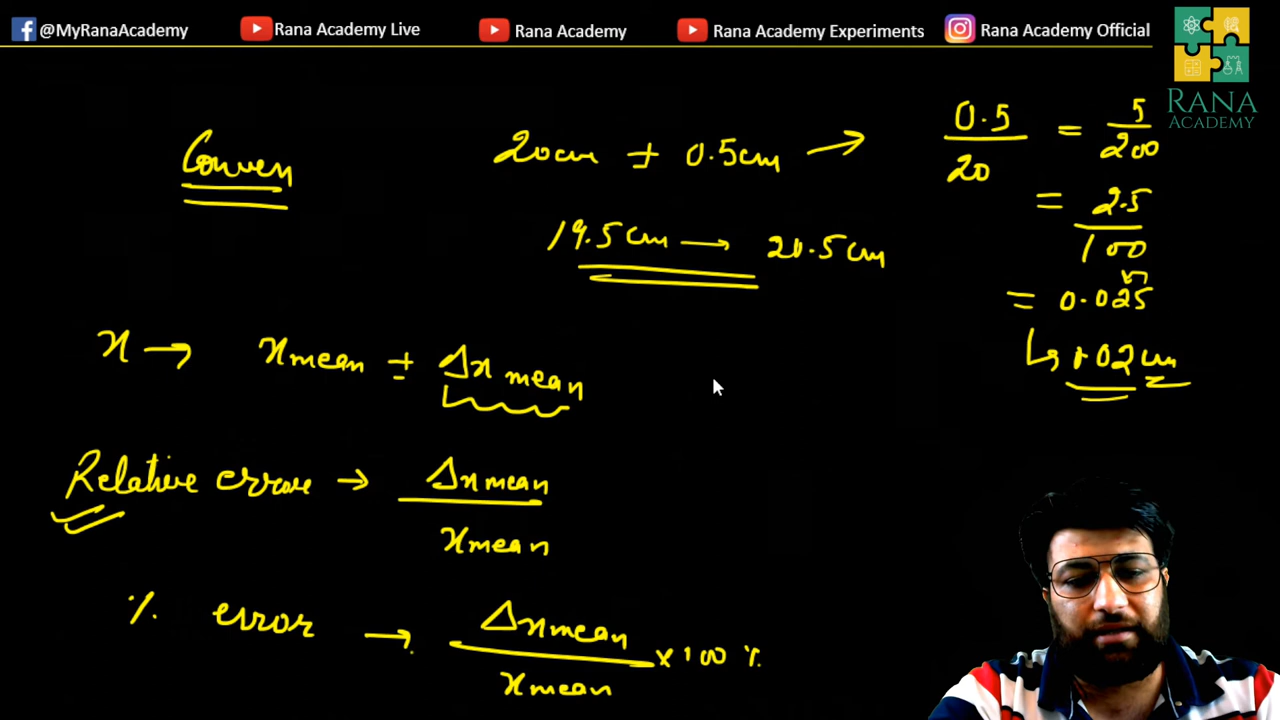 @MyRanaAcademy
Rana Academy Live
Rana Academy
Rana Academy Experiments
Rana Academy Official
RANA
ACADEMY
Conven
20cm ± 0.5cm →
0.5/20 = 5/200
= 2.5/100
= 0.025
↳ 1.02cm
19.5cm → 20.5cm
x → xmean ± Δxmean
Relative error → Δxmean/xmean
% error → Δxmean/xmean × 100 %